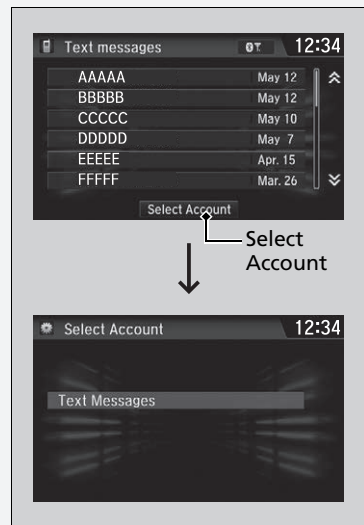 Text messages 12:34
AAAAA May 12
BBBBB May 12
CCCCC May 10
DDDDD May 7
EEEEE Apr. 15
FFFFF Mar. 26
Select Account
Select
Account
Select Account 12:34
Text Messages